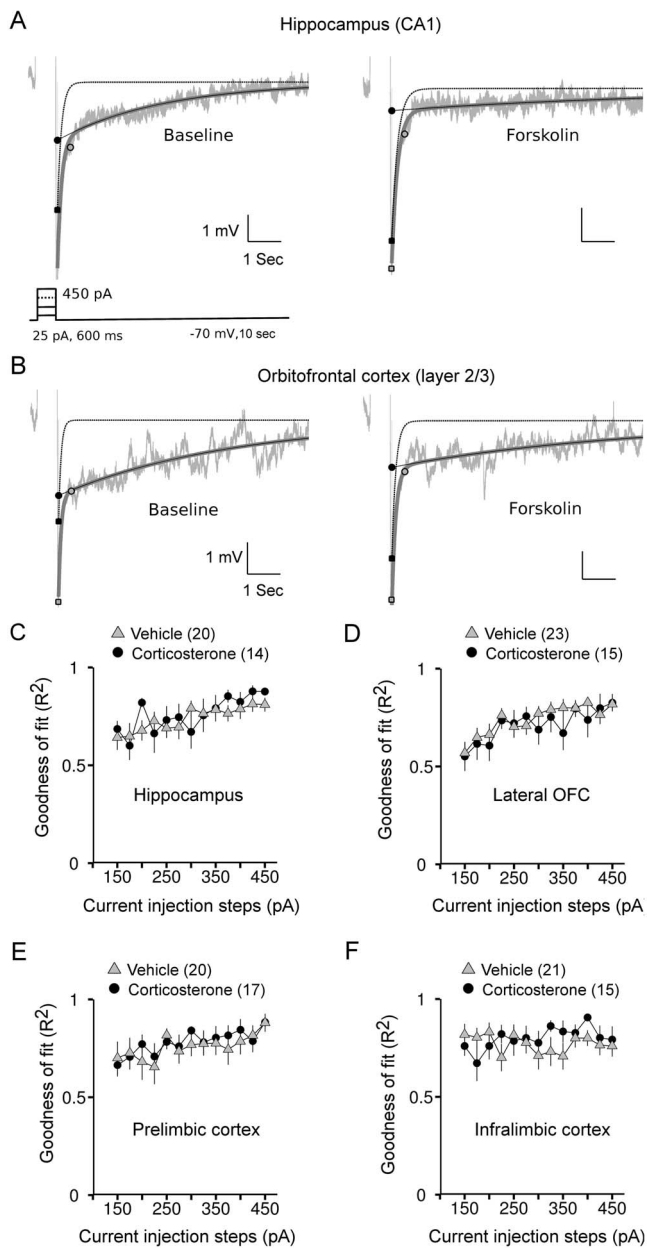 A
Hippocampus (CA1)
Baseline
Forskolin
1 mV
1 Sec
450 pA
25 pA, 600 ms
-70 mV,10 sec
B
Orbitofrontal cortex (layer 2/3)
Baseline
Forskolin
1 mV
1 Sec
C
Vehicle (20)
Corticosterone (14)
Goodness of fit (R²)
1
0.5
0
Hippocampus
150 250 350 450
Current injection steps (pA)
D
Vehicle (23)
Corticosterone (15)
Goodness of fit (R²)
1
0.5
0
Lateral OFC
150 250 350 450
Current injection steps (pA)
E
Vehicle (20)
Corticosterone (17)
Goodness of fit (R²)
1
0.5
0
Prelimbic cortex
150 250 350 450
Current injection steps (pA)
F
Vehicle (21)
Corticosterone (15)
Goodness of fit (R²)
1
0.5
0
Infralimbic cortex
150 250 350 450
Current injection steps (pA)